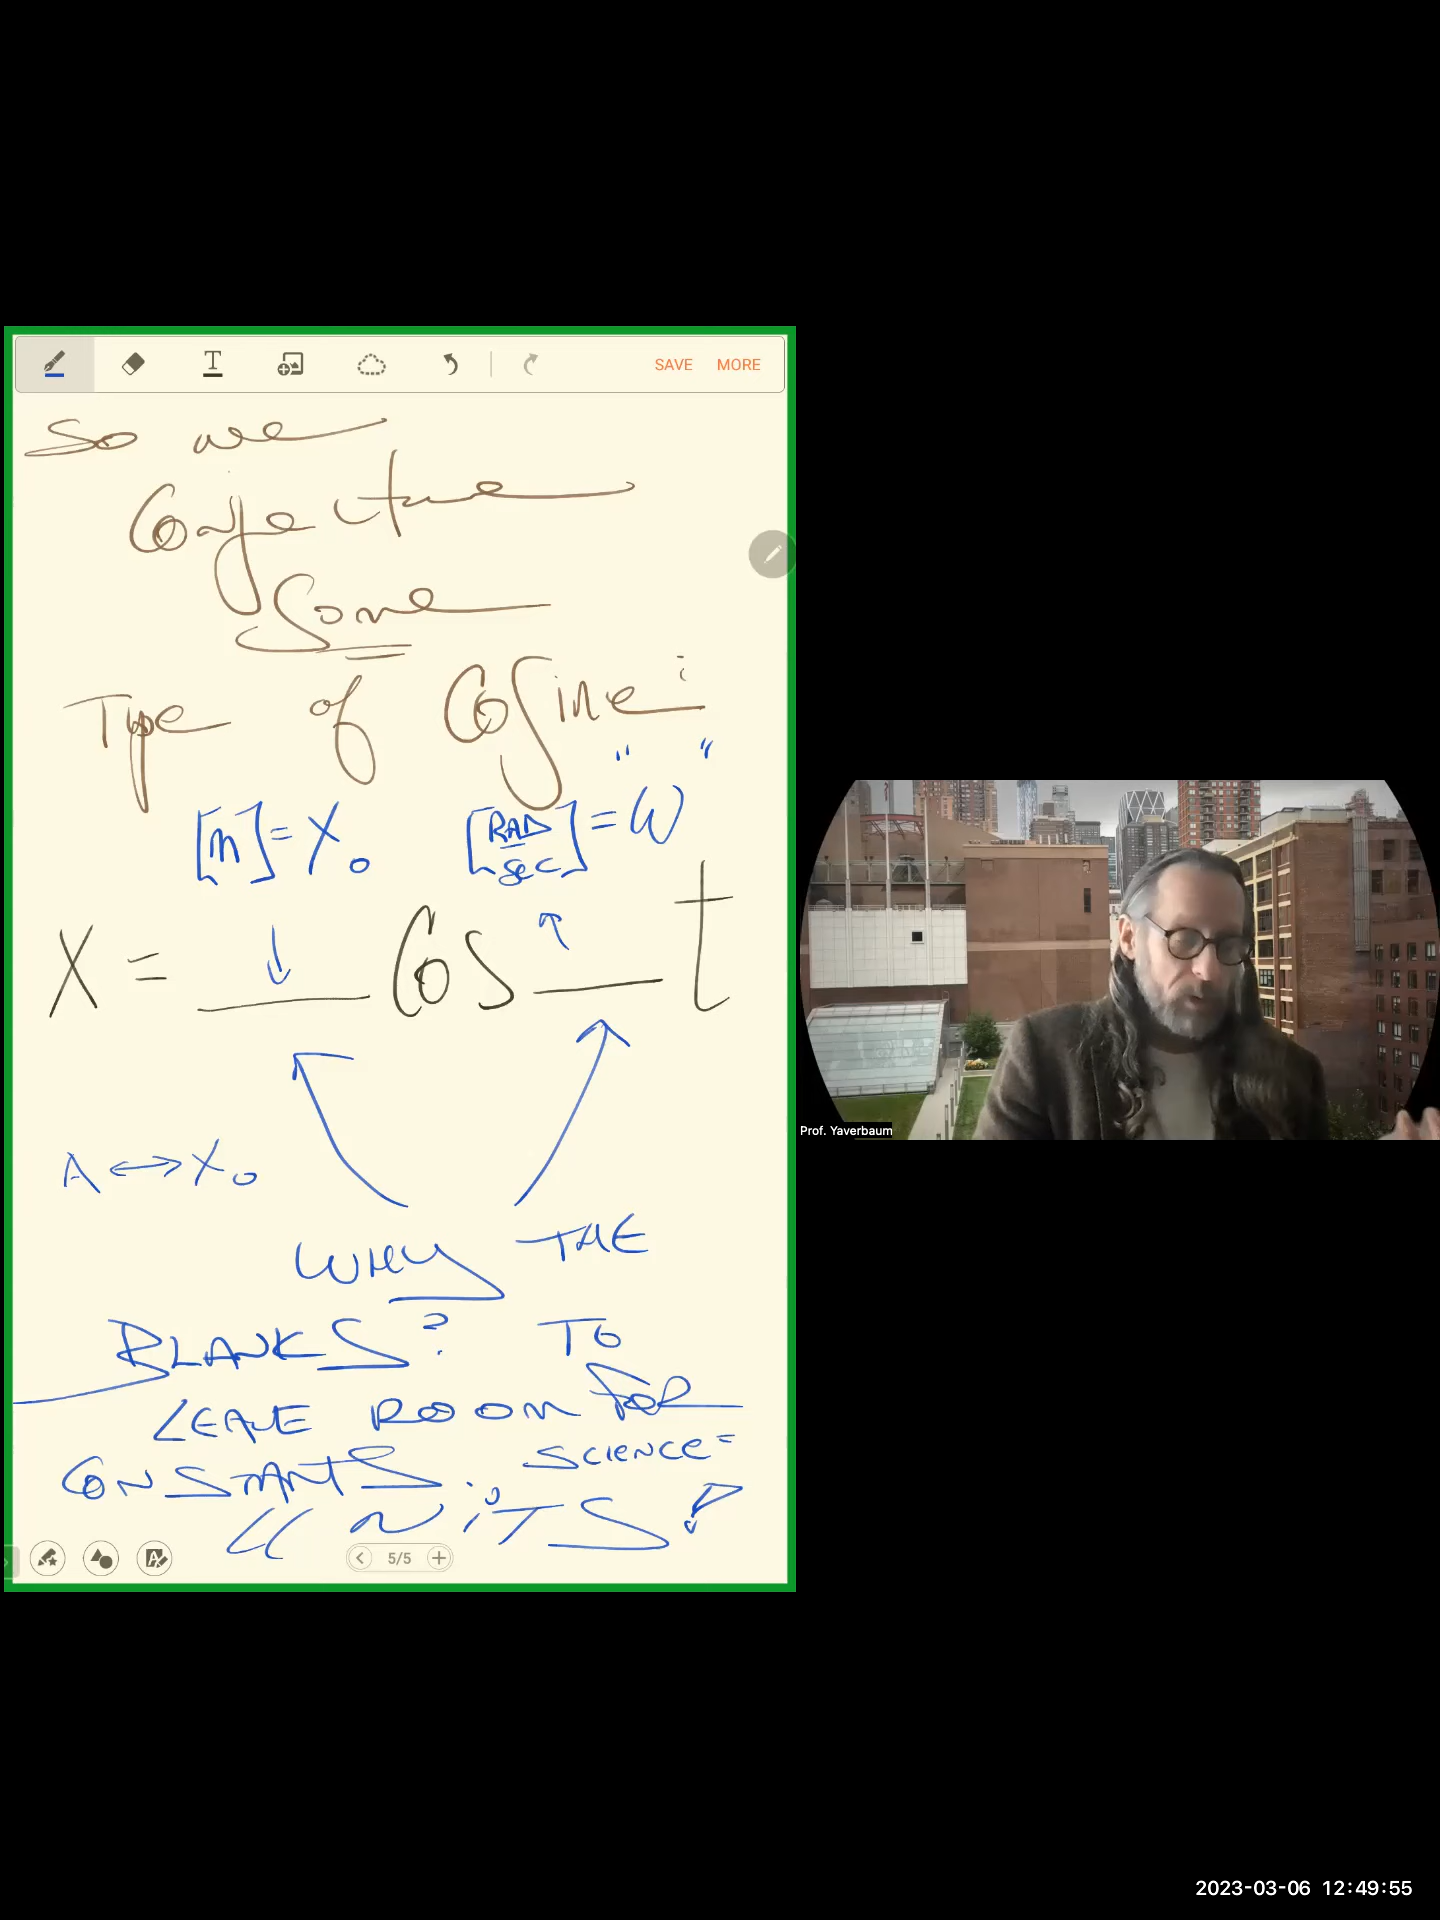 SAVE MORE
So we
Conjecture
Some
Type of Cosine:
" "
[m] = X₀ [RAD/sec] = ω
X = ___ Cos ___ t
A ↔ X₀
WHY THE
BLANKS? TO
LEAVE ROOM FOR
CONSTANTS. SCIENCE =
UNITS!
5/5
Prof. Yaverbaum
2023-03-06 12:49:55